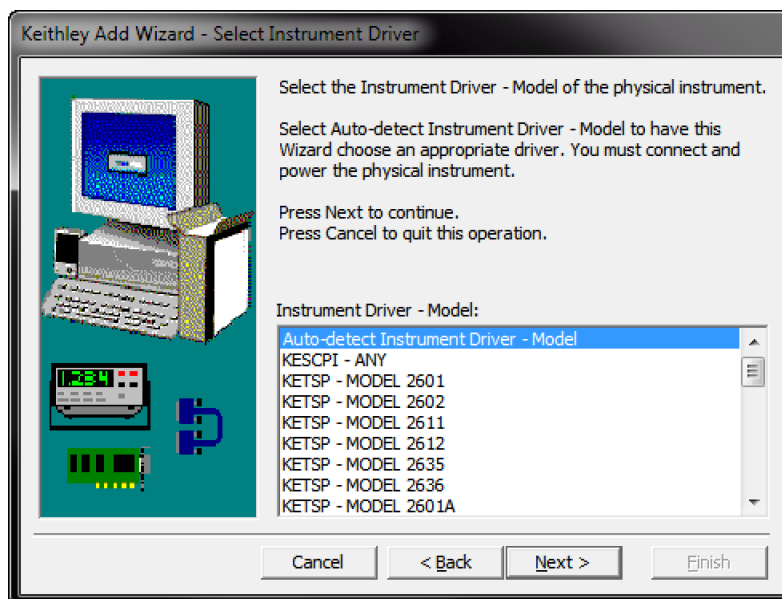 Keithley Add Wizard - Select Instrument Driver
Select the Instrument Driver - Model of the physical instrument.
Select Auto-detect Instrument Driver - Model to have this
Wizard choose an appropriate driver. You must connect and
power the physical instrument.
Press Next to continue.
Press Cancel to quit this operation.
Instrument Driver - Model:
Auto-detect Instrument Driver - Model
KESCPI - ANY
KETSP - MODEL 2601
KETSP - MODEL 2602
KETSP - MODEL 2611
KETSP - MODEL 2612
KETSP - MODEL 2635
KETSP - MODEL 2636
KETSP - MODEL 2601A
1.234
Cancel
< Back
Next >
Finish